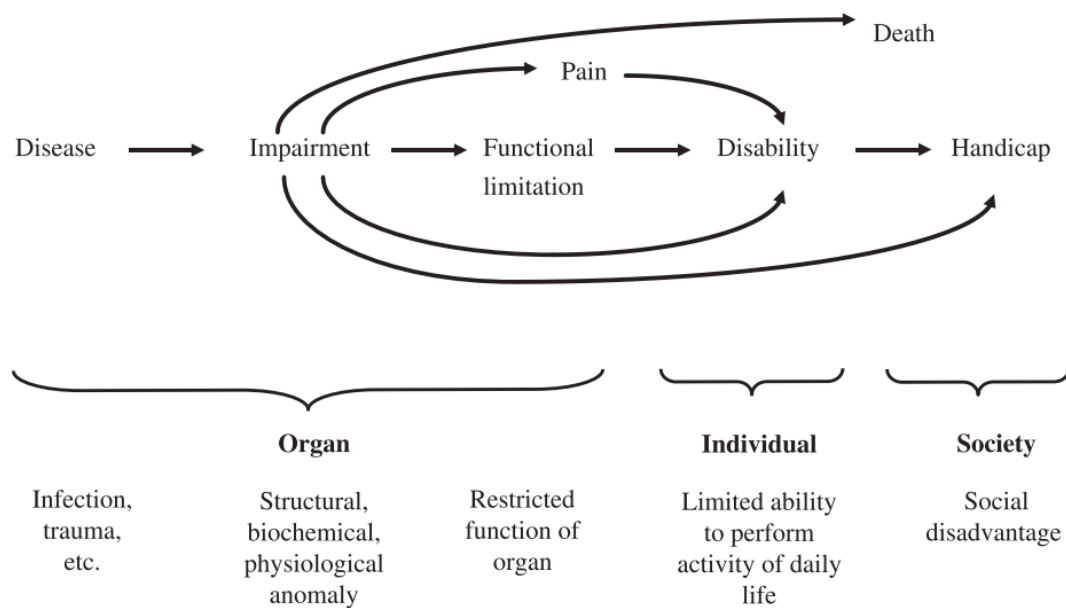 Death
Pain
Disease
Impairment
Functional
limitation
Disability
Handicap
Organ
Individual
Society
Infection,
trauma,
etc.
Structural,
biochemical,
physiological
anomaly
Restricted
function of
organ
Limited ability
to perform
activity of daily
life
Social
disadvantage